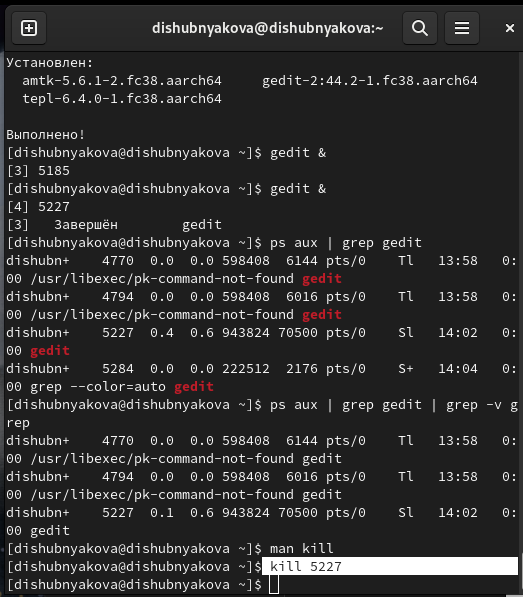 dishubnyakova@dishubnyakova:~
Установлен:
  amtk-5.6.1-2.fc38.aarch64     gedit-2:44.2-1.fc38.aarch64
  tepl-6.4.0-1.fc38.aarch64

Выполнено!
[dishubnyakova@dishubnyakova ~]$ gedit &
[3] 5185
[dishubnyakova@dishubnyakova ~]$ gedit &
[4] 5227
[3]   Завершён        gedit
[dishubnyakova@dishubnyakova ~]$ ps aux | grep gedit
dishubn+    4770  0.0  0.0 598408  6144 pts/0    Tl   13:58   0:
00 /usr/libexec/pk-command-not-found gedit
dishubn+    4794  0.0  0.0 598408  6016 pts/0    Tl   13:58   0:
00 /usr/libexec/pk-command-not-found gedit
dishubn+    5227  0.4  0.6 943824 70500 pts/0    Sl   14:02   0:
00 gedit
dishubn+    5284  0.0  0.0 222512  2176 pts/0    S+   14:04   0:
00 grep --color=auto gedit
[dishubnyakova@dishubnyakova ~]$ ps aux | grep gedit | grep -v g
rep
dishubn+    4770  0.0  0.0 598408  6144 pts/0    Tl   13:58   0:
00 /usr/libexec/pk-command-not-found gedit
dishubn+    4794  0.0  0.0 598408  6016 pts/0    Tl   13:58   0:
00 /usr/libexec/pk-command-not-found gedit
dishubn+    5227  0.1  0.6 943824 70500 pts/0    Sl   14:02   0:
00 gedit
[dishubnyakova@dishubnyakova ~]$ man kill
[dishubnyakova@dishubnyakova ~]$ kill 5227
[dishubnyakova@dishubnyakova ~]$